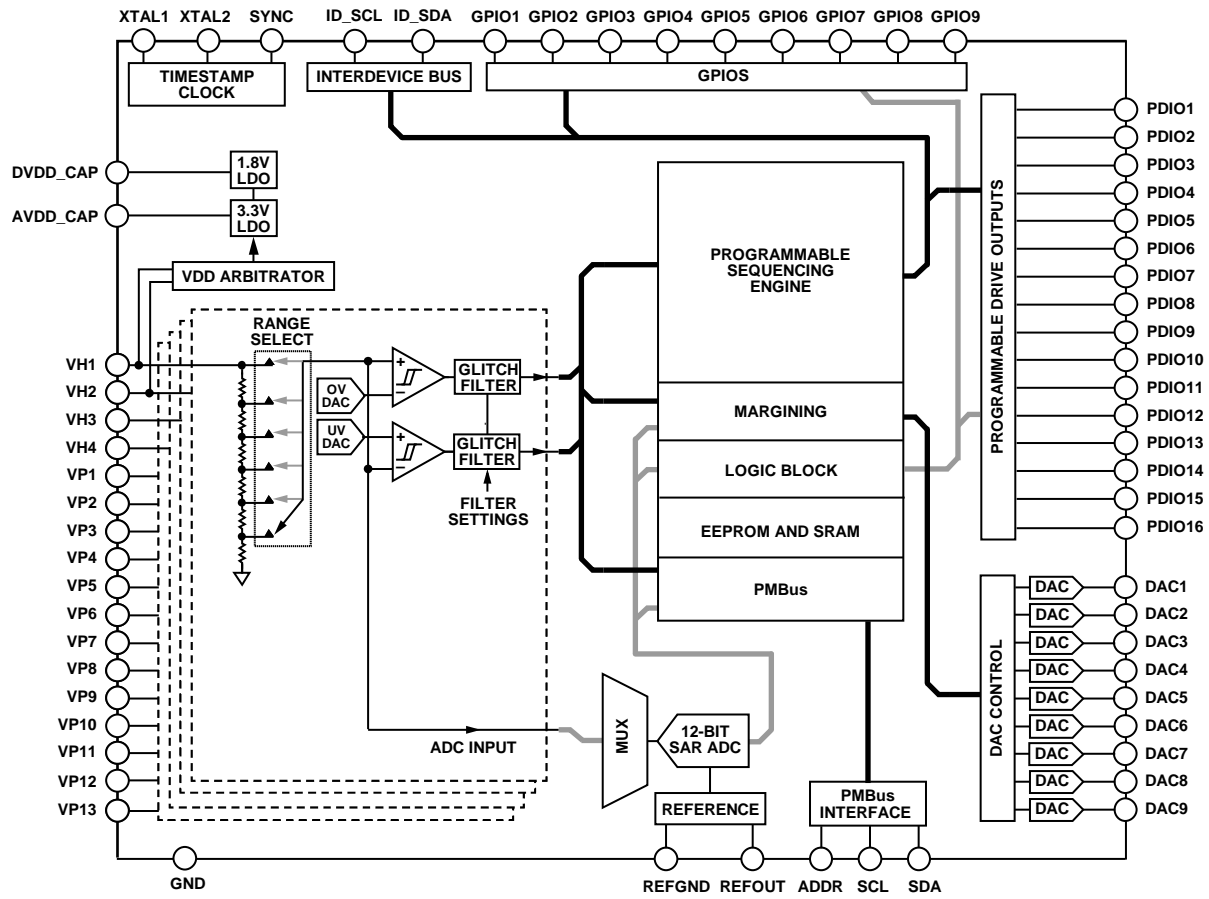 XTAL1 XTAL2 SYNC ID_SCL ID_SDA GPIO1 GPIO2 GPIO3 GPIO4 GPIO5 GPIO6 GPIO7 GPIO8 GPIO9
TIMESTAMP
CLOCK
INTERDEVICE BUS
GPIOS
DVDD_CAP
1.8V
LDO
AVDD_CAP
3.3V
LDO
VDD ARBITRATOR
VH1
VH2
VH3
VH4
VP1
VP2
VP3
VP4
VP5
VP6
VP7
VP8
VP9
VP10
VP11
VP12
VP13
RANGE
SELECT
+
−
OV
DAC
GLITCH
FILTER
UV
DAC
+
−
GLITCH
FILTER
FILTER
SETTINGS
ADC INPUT
PROGRAMMABLE
SEQUENCING
ENGINE
MARGINING
LOGIC BLOCK
EEPROM AND SRAM
PMBus
MUX
12-BIT
SAR ADC
REFERENCE
PMBus
INTERFACE
PROGRAMMABLE DRIVE OUTPUTS
PDIO1
PDIO2
PDIO3
PDIO4
PDIO5
PDIO6
PDIO7
PDIO8
PDIO9
PDIO10
PDIO11
PDIO12
PDIO13
PDIO14
PDIO15
PDIO16
DAC CONTROL
DAC DAC1
DAC DAC2
DAC DAC3
DAC DAC4
DAC DAC5
DAC DAC6
DAC DAC7
DAC DAC8
DAC DAC9
GND
REFGND REFOUT ADDR SCL SDA